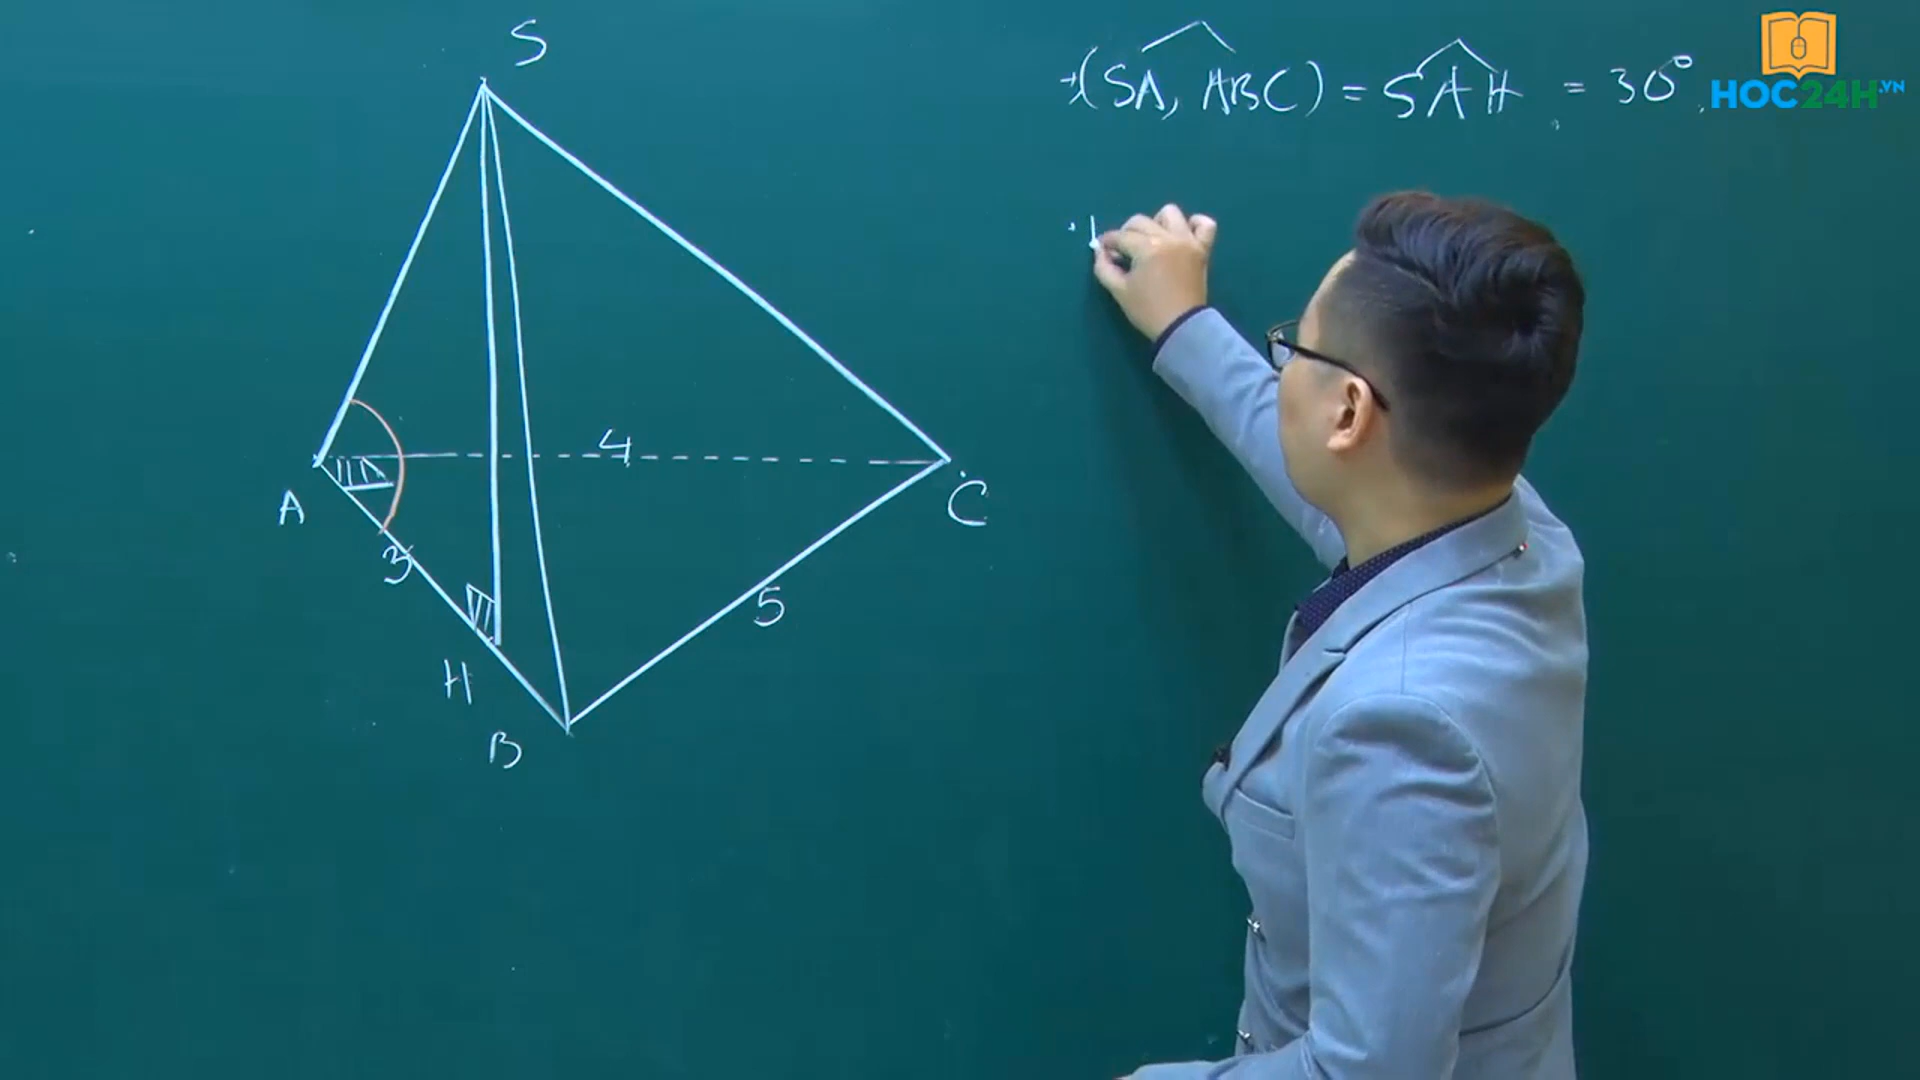 S
(SA, ABC) = SAH = 30°
HOC24H.VN
4
A
C
3
5
H
B